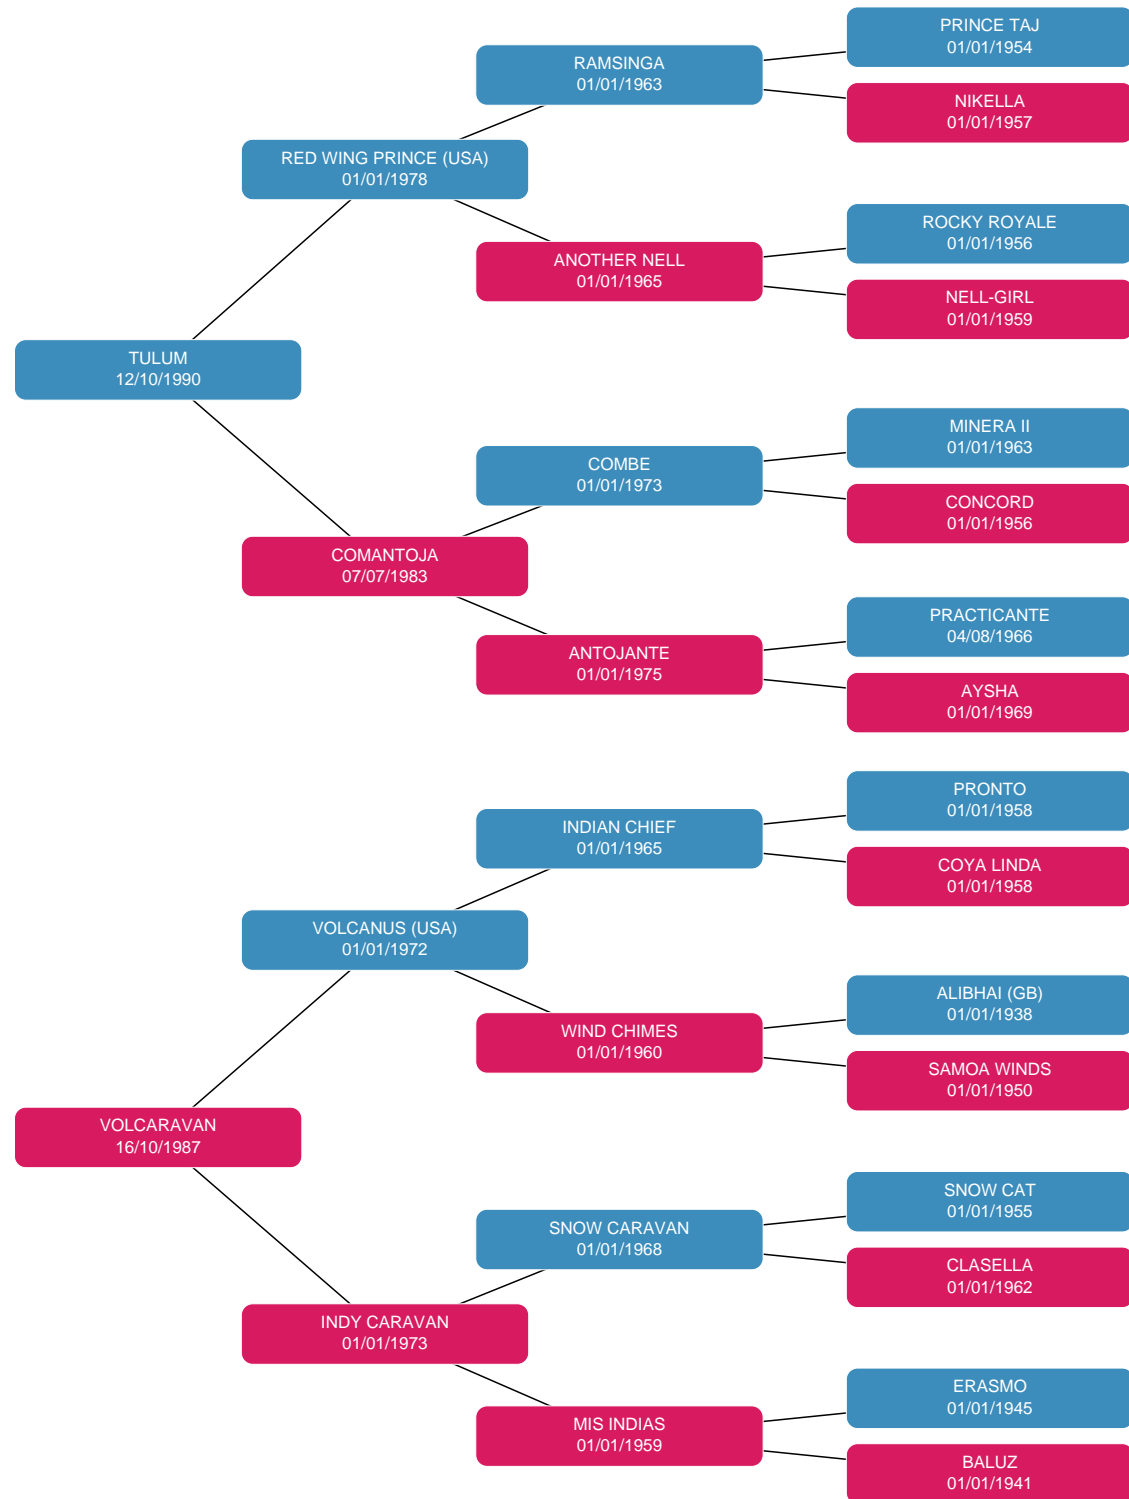 PRINCE TAJ
01/01/1954
RAMSINGA
01/01/1963
NIKELLA
01/01/1957
RED WING PRINCE (USA)
01/01/1978
ROCKY ROYALE
01/01/1956
ANOTHER NELL
01/01/1965
NELL-GIRL
01/01/1959
TULUM
12/10/1990
MINERA II
01/01/1963
COMBE
01/01/1973
CONCORD
01/01/1956
COMANTOJA
07/07/1983
PRACTICANTE
04/08/1966
ANTOJANTE
01/01/1975
AYSHA
01/01/1969
PRONTO
01/01/1958
INDIAN CHIEF
01/01/1965
COYA LINDA
01/01/1958
VOLCANUS (USA)
01/01/1972
ALIBHAI (GB)
01/01/1938
WIND CHIMES
01/01/1960
SAMOA WINDS
01/01/1950
VOLCARAVAN
16/10/1987
SNOW CAT
01/01/1955
SNOW CARAVAN
01/01/1968
CLASELLA
01/01/1962
INDY CARAVAN
01/01/1973
ERASMO
01/01/1945
MIS INDIAS
01/01/1959
BALUZ
01/01/1941